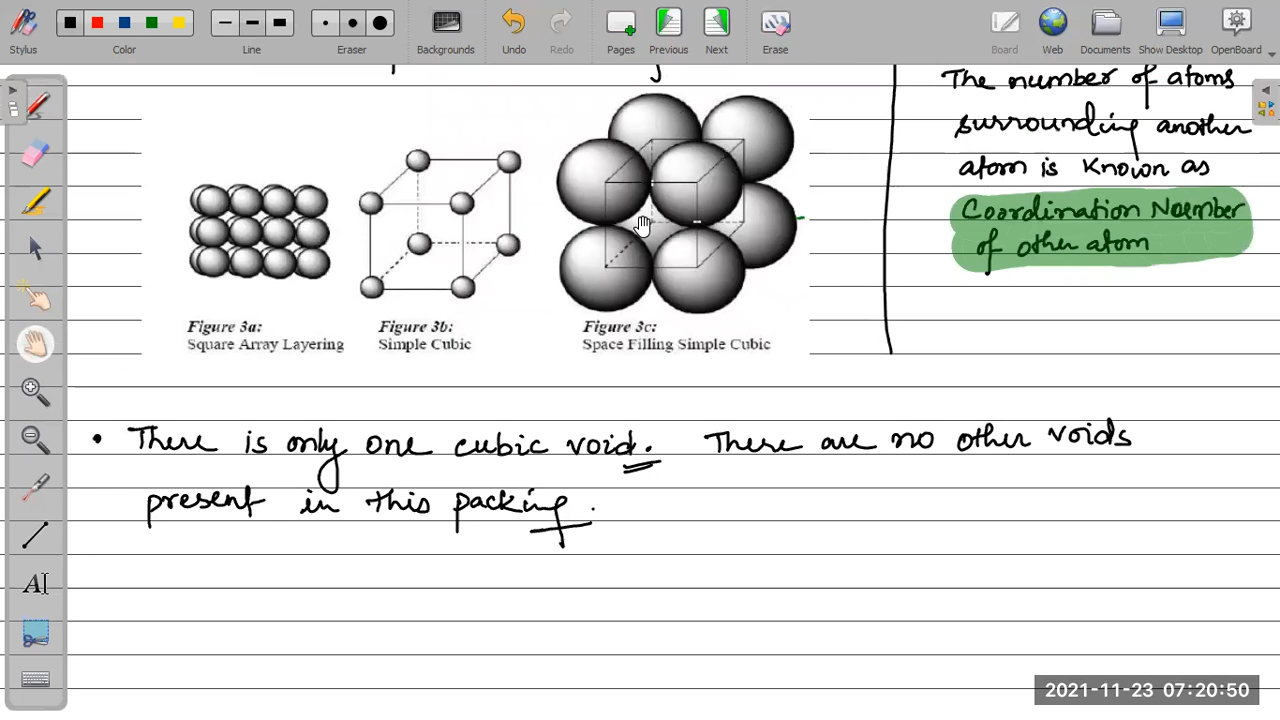 Stylus
Color
Line
Eraser
Backgrounds
Undo
Redo
Pages
Previous
Next
Erase
Board
Web
Documents
Show Desktop
OpenBoard
The number of atoms
surrounding another
atom is known as
Coordination Number
of other atom
Figure 3a:
Square Array Layering
Figure 3b:
Simple Cubic
Figure 3c:
Space Filling Simple Cubic
• There is only one cubic void. There are no other voids
present in this packing.
2021-11-23 07:20:50